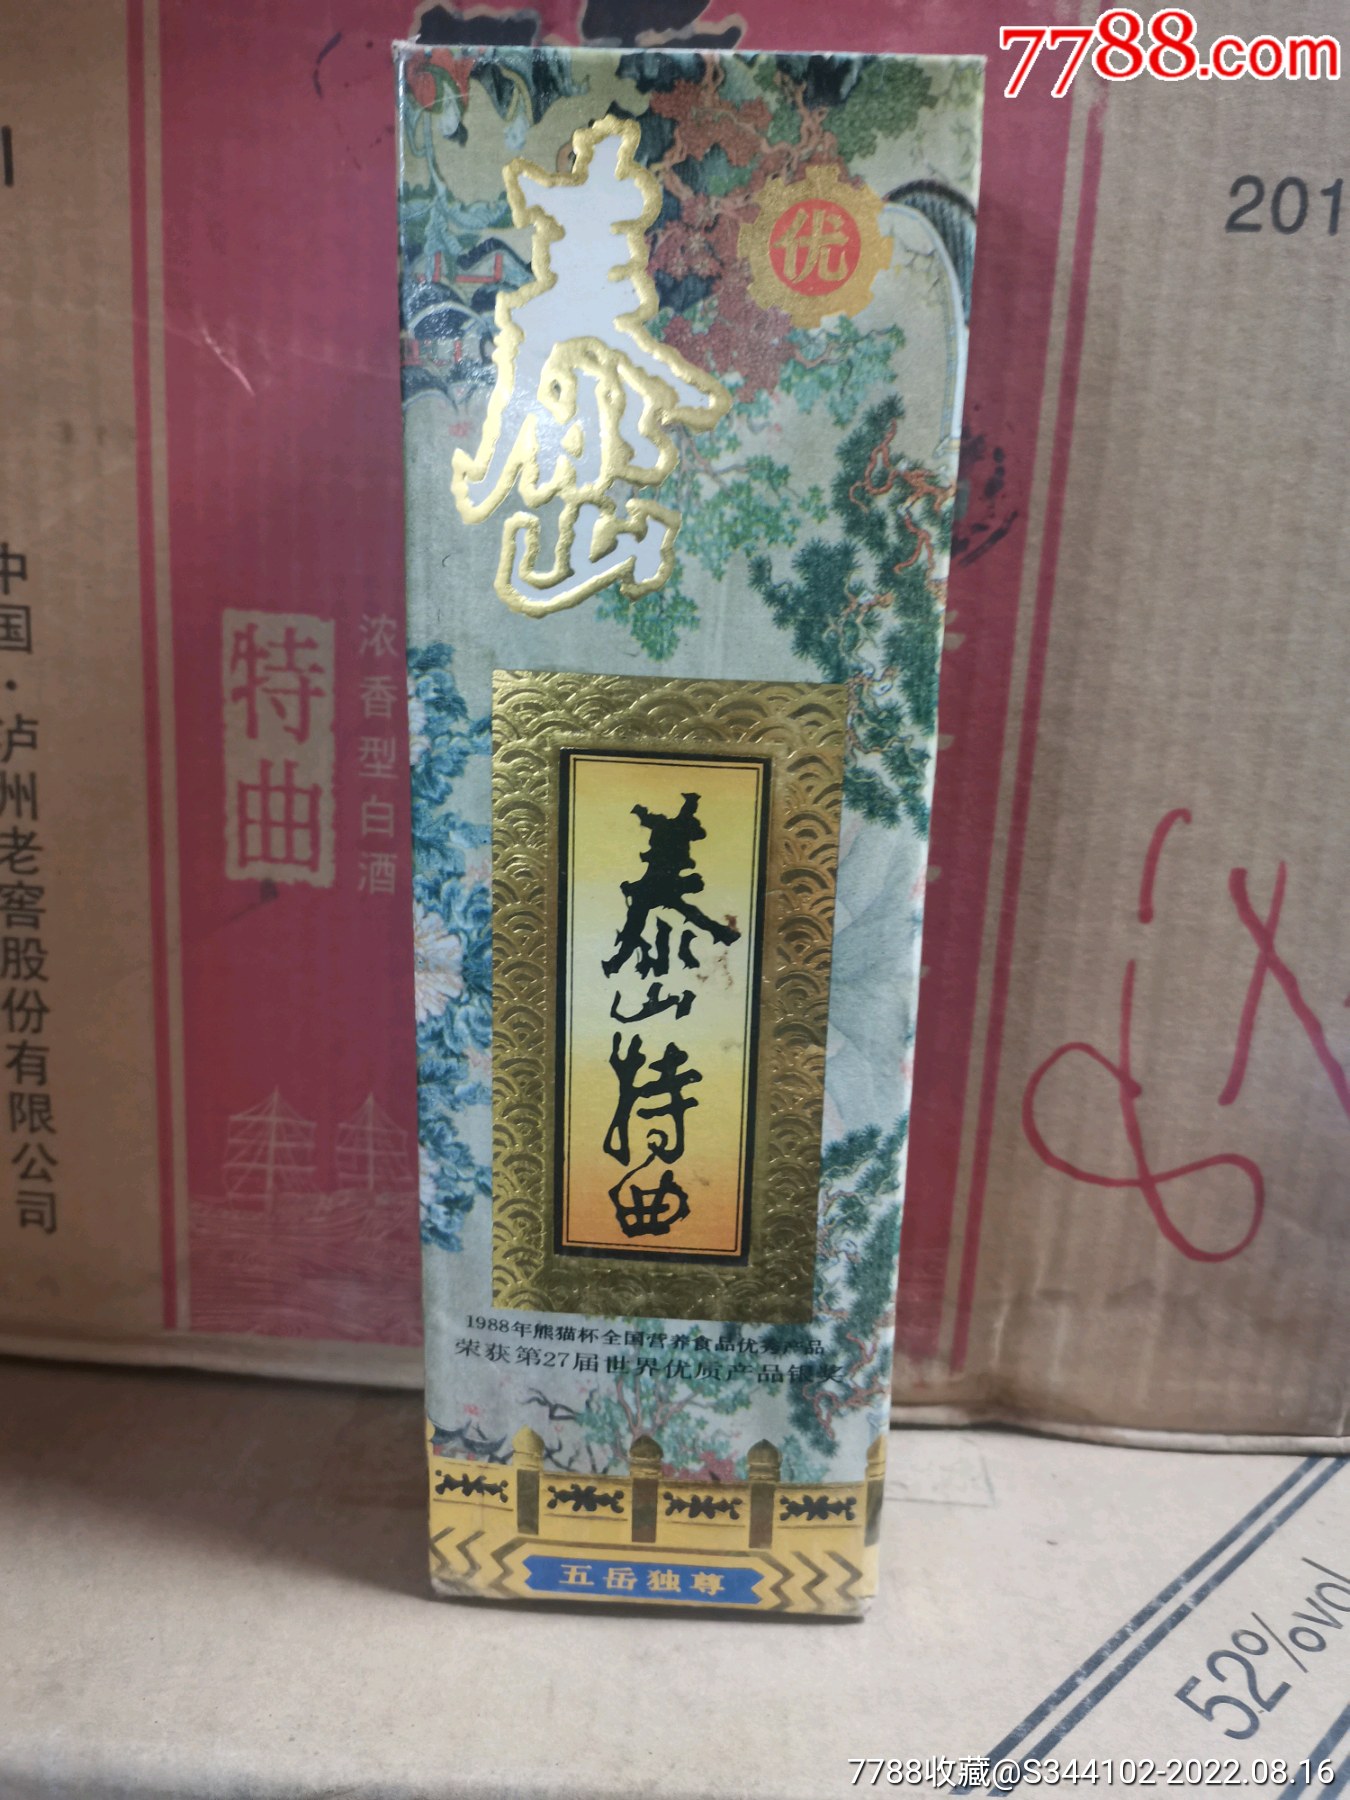 7788.com
泰山
优
泰山特曲
1988年熊猫杯全国营养食品优秀产品
荣获第27届世界优质产品银奖
五岳独尊
特曲
浓香型白酒
中国·泸州老窖股份有限公司
201
52%vol
7788收藏@S344102-2022.08.16